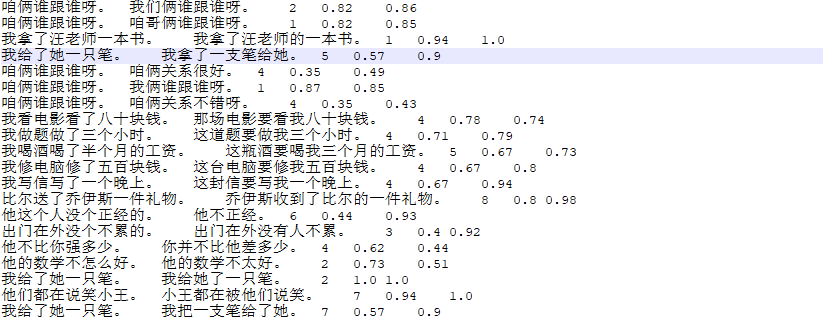 咱俩谁跟谁呀。 我们俩谁跟谁呀。 2 0.82 0.86
咱俩谁跟谁呀。 咱哥俩谁跟谁呀。 1 0.82 0.85
我拿了汪老师一本书。 我拿了汪老师的一本书。 1 0.94 1.0
我给了她一只笔。 我拿了一支笔给她。 5 0.57 0.9
咱俩谁跟谁呀。 咱俩关系很好。 4 0.35 0.49
咱俩谁跟谁呀。 我俩谁跟谁呀。 1 0.87 0.85
咱俩谁跟谁呀。 咱俩关系不错呀。 4 0.35 0.43
我看电影看了八十块钱。 那场电影要看我八十块钱。 4 0.78 0.74
我做题做了三个小时。 这道题要做我三个小时。 4 0.71 0.79
我喝酒喝了半个月的工资。 这瓶酒要喝我三个月的工资。 5 0.67 0.73
我修电脑修了五百块钱。 这台电脑要修我五百块钱。 4 0.67 0.8
我写信写了一个晚上。 这封信要写我一个晚上。 4 0.67 0.94
比尔送了乔伊斯一件礼物。 乔伊斯收到了比尔的一件礼物。 8 0.8 0.98
他这个人没个正经的。 他不正经。 6 0.44 0.93
出门在外没个不累的。 出门在外没有人不累。 3 0.4 0.92
他不比你强多少。 你并不比他差多少。 4 0.62 0.44
他的数学不怎么好。 他的数学不太好。 2 0.73 0.51
我给了她一只笔。 我给她了一只笔。 2 1.0 1.0
他们都在说笑小王。 小王都在被他们说笑。 7 0.94 1.0
我给了她一只笔。 我把一支笔给了她。 7 0.57 0.9